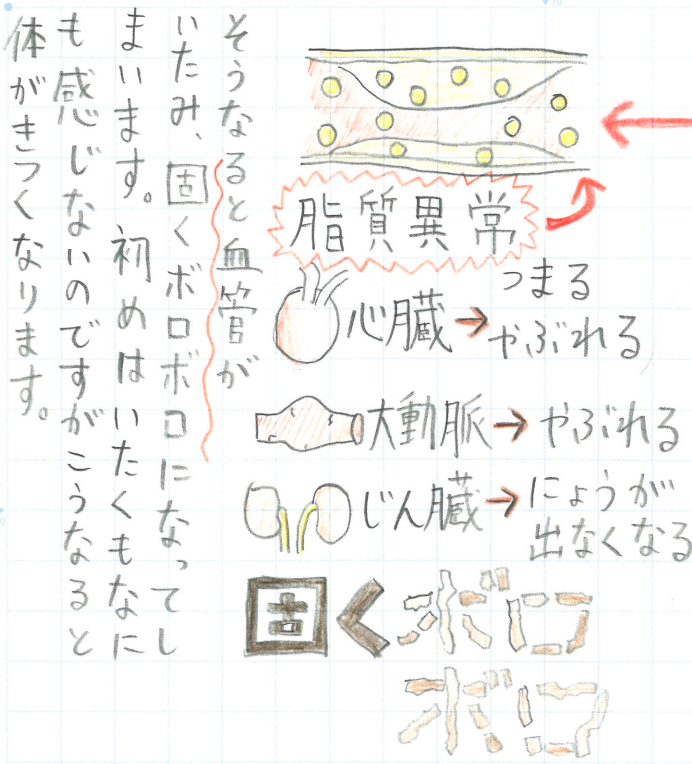 脂質異常
心臓→つまる
やぶれる
大動脈→やぶれる
じん臓→にょうが
出なくなる
固くボロ
ボロ
そうなると血管が
いたみ、固くボロボロになってし
まいます。初めはいたくもなに
も感じないのですがこうなると
体がきつくなります。